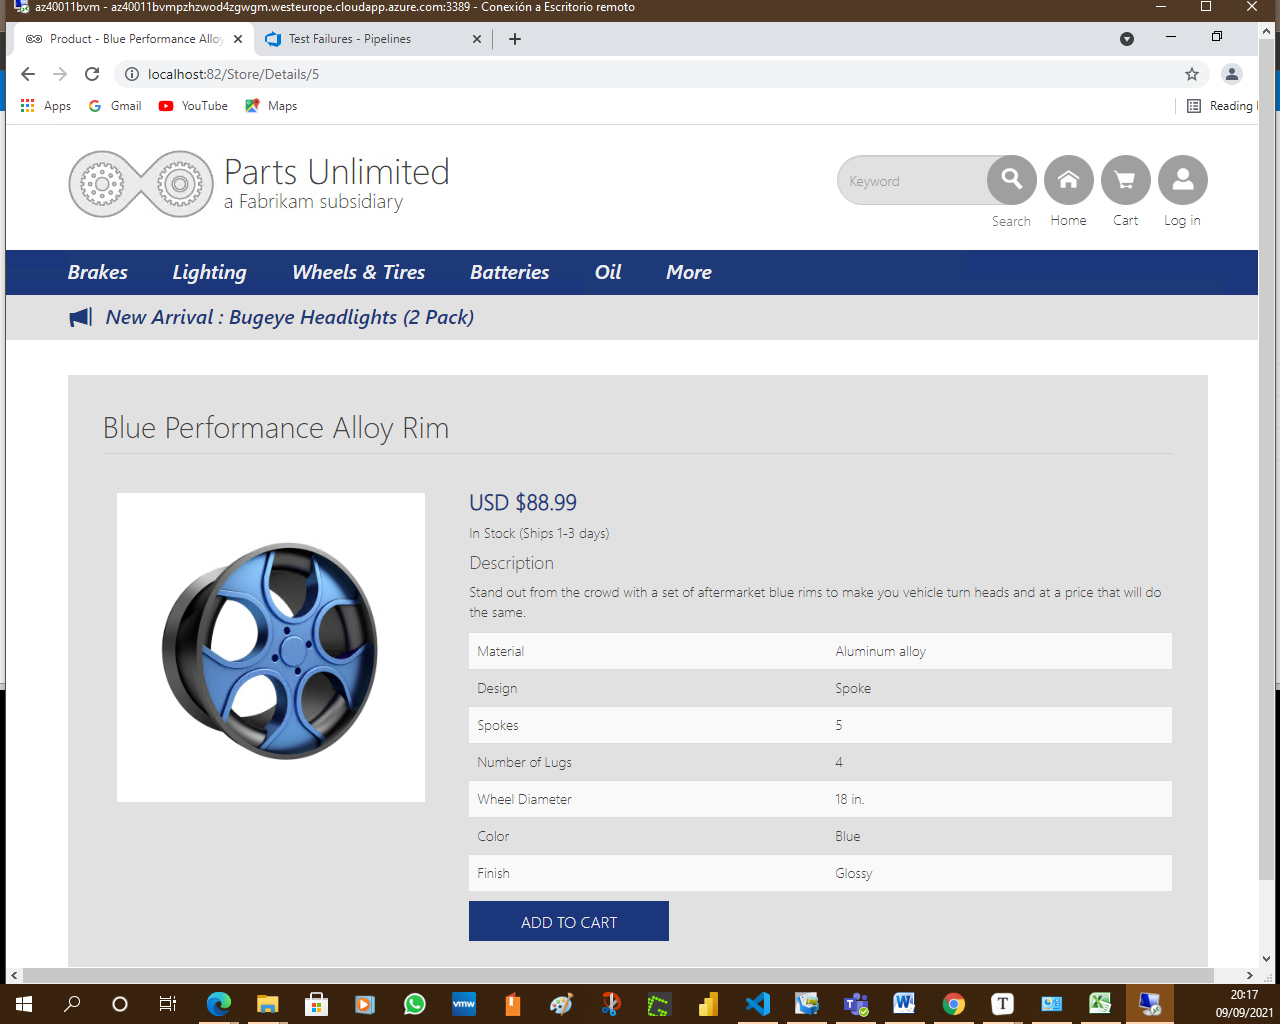 az40011bvm - az40011bvmpzhzwod4zgwgm.westeurope.cloudapp.azure.com:3389 - Conexión a Escritorio remoto
Product - Blue Performance Alloy
Test Failures - Pipelines
localhost:82/Store/Details/5
Apps
Gmail
YouTube
Maps
Reading
Parts Unlimited
a Fabrikam subsidiary
Keyword
Search
Home
Cart
Log in
Brakes
Lighting
Wheels & Tires
Batteries
Oil
More
New Arrival : Bugeye Headlights (2 Pack)
Blue Performance Alloy Rim
USD $88.99
In Stock (Ships 1-3 days)
Description
Stand out from the crowd with a set of aftermarket blue rims to make you vehicle turn heads and at a price that will do
the same.
Material Aluminum alloy
Design Spoke
Spokes 5
Number of Lugs 4
Wheel Diameter 18 in.
Color Blue
Finish Glossy
ADD TO CART
vmw
T
20:17
09/09/2021